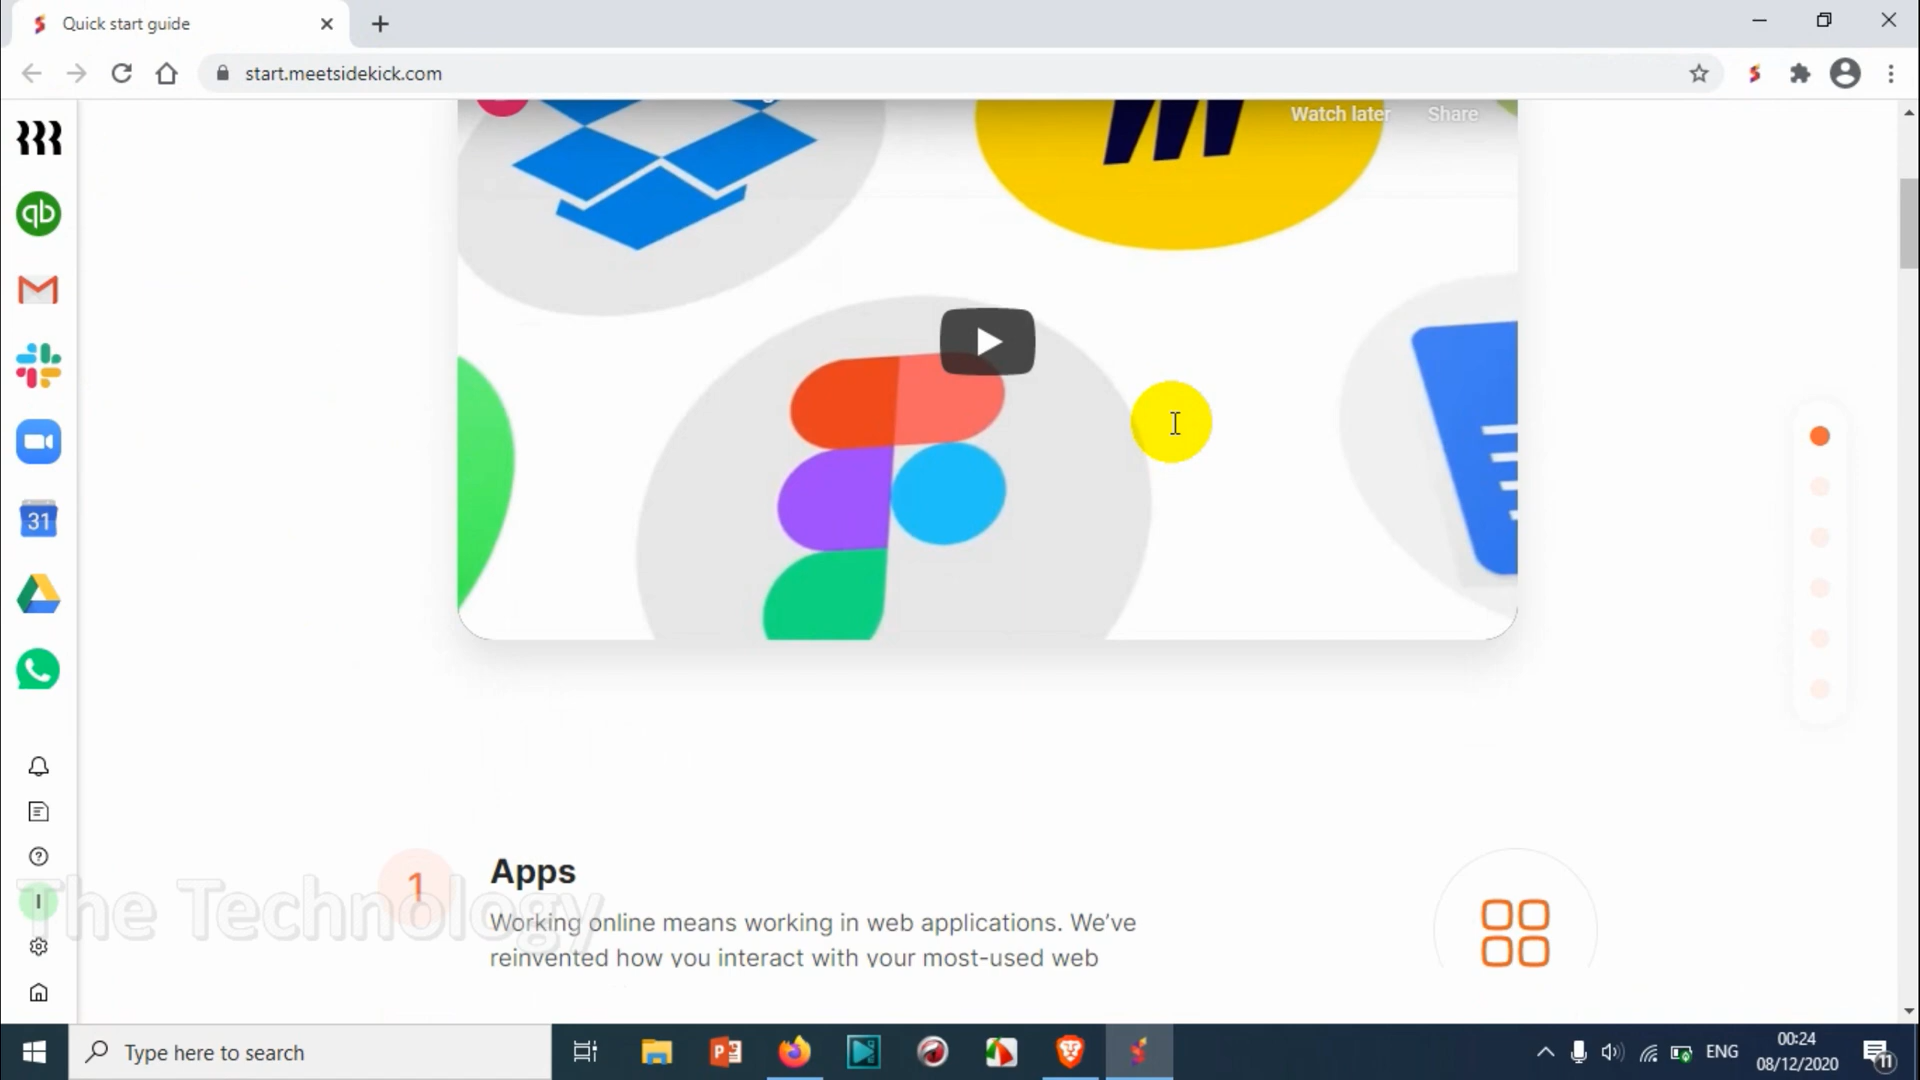 Quick start guide
start.meetsidekick.com
Watch later
Share
qb
31
1
Apps
Working online means working in web applications. We've
reinvented how you interact with your most-used web
I
The Technology
Type here to search
ENG
00:24
08/12/2020
11